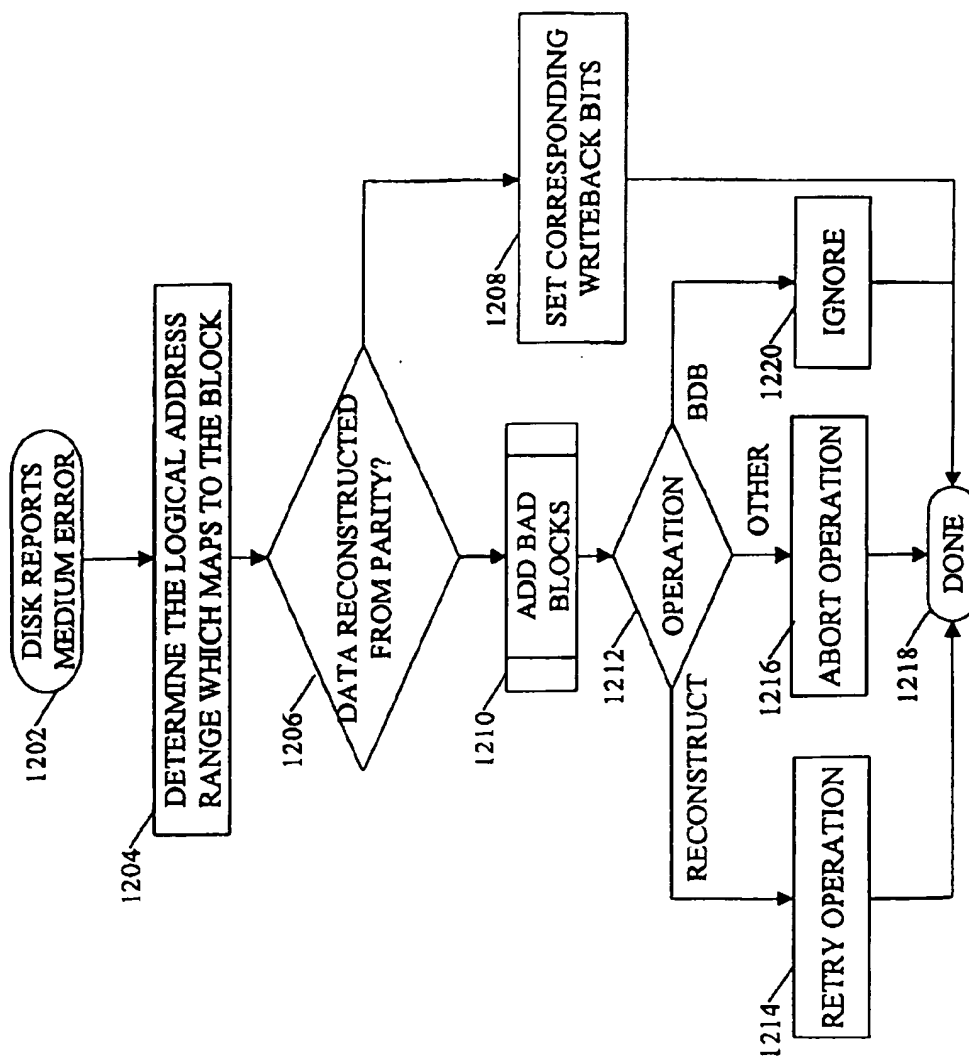 DISK REPORTS
MEDIUM ERROR
1202
DETERMINE THE LOGICAL ADDRESS
RANGE WHICH MAPS TO THE BLOCK
1204
DATA RECONSTRUCTED
FROM PARITY?
1206
SET CORRESPONDING
WRITEBACK BITS
1208
ADD BAD
BLOCKS
1210
OPERATION
1212
RECONSTRUCT
OTHER
BDB
RETRY OPERATION
1214
ABORT OPERATION
1216
IGNORE
1220
DONE
1218